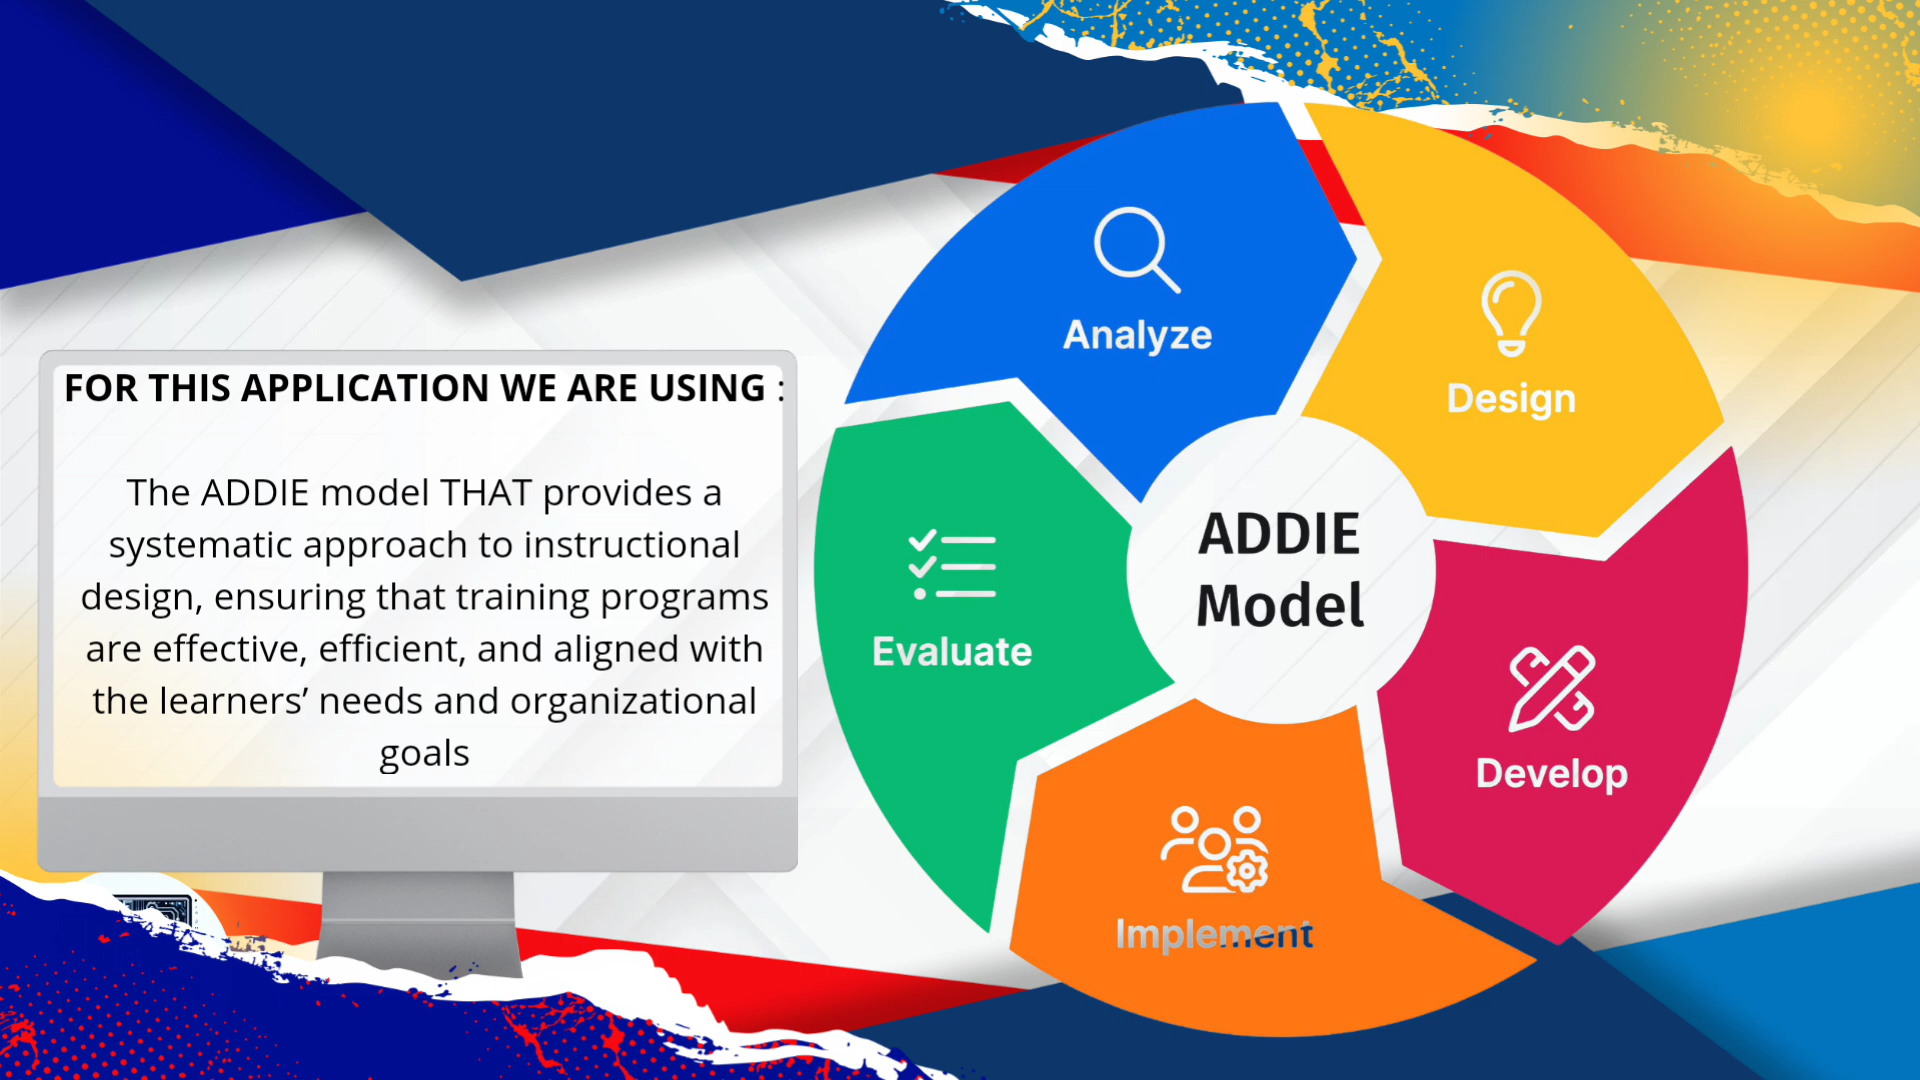 FOR THIS APPLICATION WE ARE USING :
The ADDIE model THAT provides a
systematic approach to instructional
design, ensuring that training programs
are effective, efficient, and aligned with
the learners’ needs and organizational
goals
Analyze
Design
Develop
Implement
Evaluate
ADDIE
Model